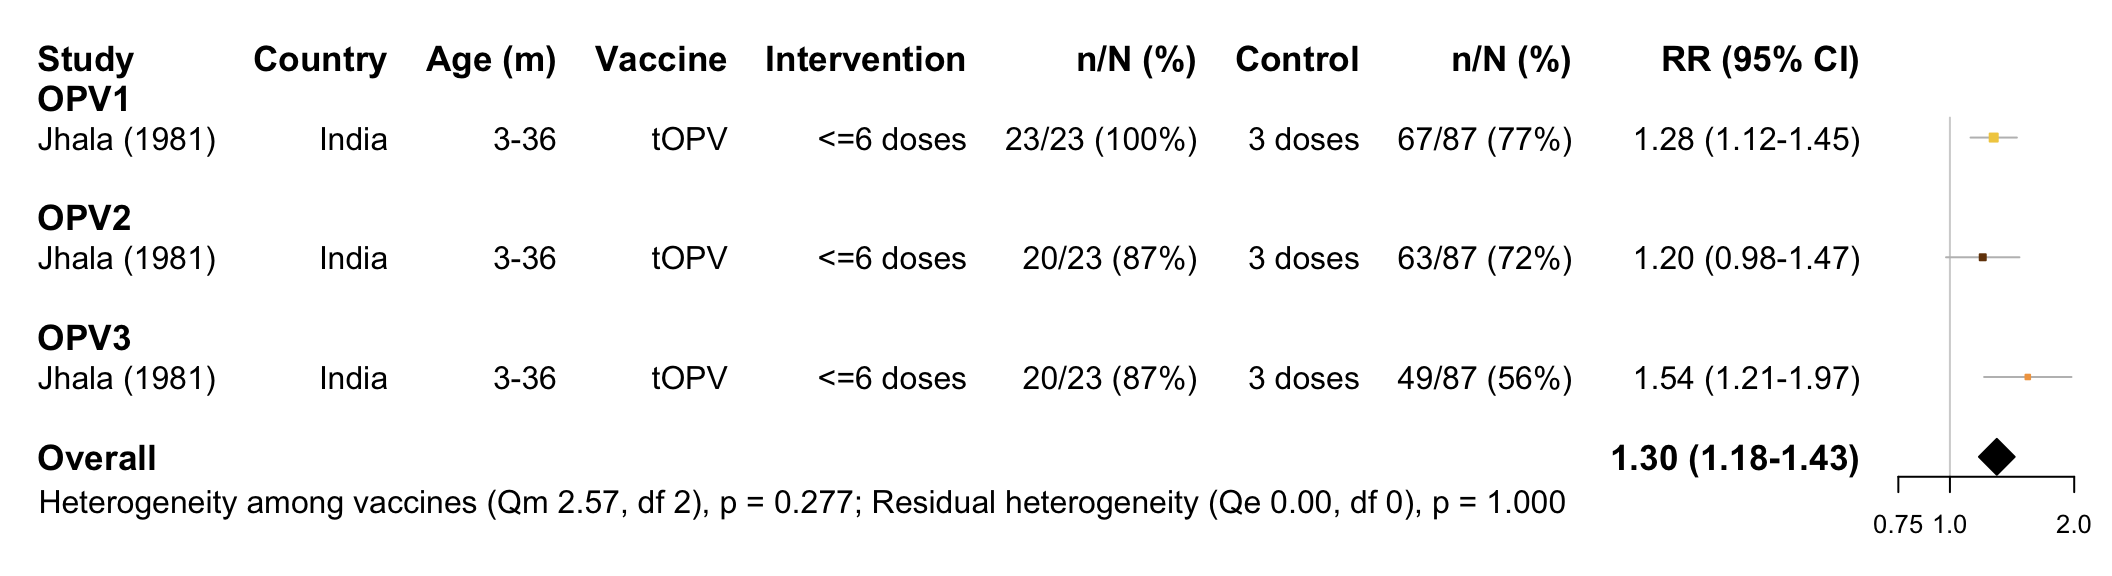 Study Country Age (m) Vaccine Intervention n/N (%) Control n/N (%) RR (95% CI)
OPV1
Jhala (1981) India 3-36 tOPV <=6 doses 23/23 (100%) 3 doses 67/87 (77%) 1.28 (1.12-1.45)
OPV2
Jhala (1981) India 3-36 tOPV <=6 doses 20/23 (87%) 3 doses 63/87 (72%) 1.20 (0.98-1.47)
OPV3
Jhala (1981) India 3-36 tOPV <=6 doses 20/23 (87%) 3 doses 49/87 (56%) 1.54 (1.21-1.97)
Overall 1.30 (1.18-1.43)
Heterogeneity among vaccines (Qm 2.57, df 2), p = 0.277; Residual heterogeneity (Qe 0.00, df 0), p = 1.000
0.75 1.0 2.0